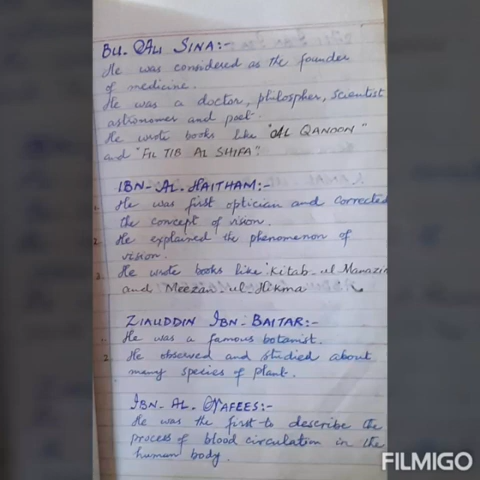 BU. ALI SINA:-
He was considered as the founder
of medicine.
He was a doctor, philospher, scientist
astronomer and poet.
He wrote books like "AL QANOON"
and "FIL TIB AL SHIFA".
IBN-AL-HAITHAM:-
1. He was first optician and corrected
the concept of vision.
2. He explained the phenomenon of
vision.
3. He wrote books like 'Kitab-ul Manazir
and Meezan-ul-Hikma
ZIAUDDIN IBN-BAITAR:-
1. He was a famous botanist.
2. He observed and studied about
many species of plant.
IBN-AL-NAFEES:-
He was the first to describe the
process of blood circulation in the
human body.
FILMIGO